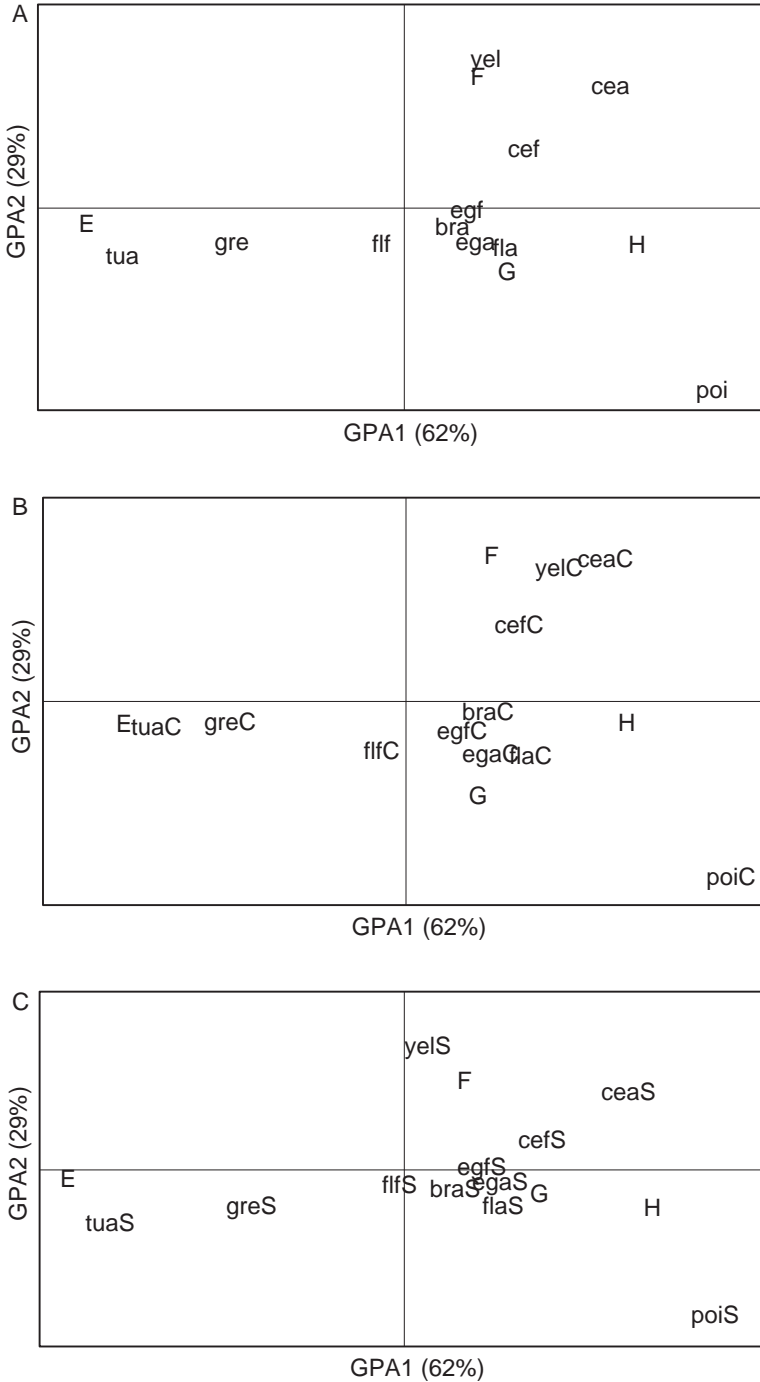 A
yel
F
cea
cef
GPA2 (29%)
egf
E
bra
gre
flf
ega
fla
H
tua
G
poi
GPA1 (62%)
B
F
yelC
ceaC
cefC
GPA2 (29%)
braC
E
tuaC
greC
H
egfC
flfC
egaC
flaC
G
poiC
GPA1 (62%)
C
yelS
F
ceaS
cefS
GPA2 (29%)
egfS
E
flfS
egaS
braS
G
greS
flaS
H
tuaS
poiS
GPA1 (62%)